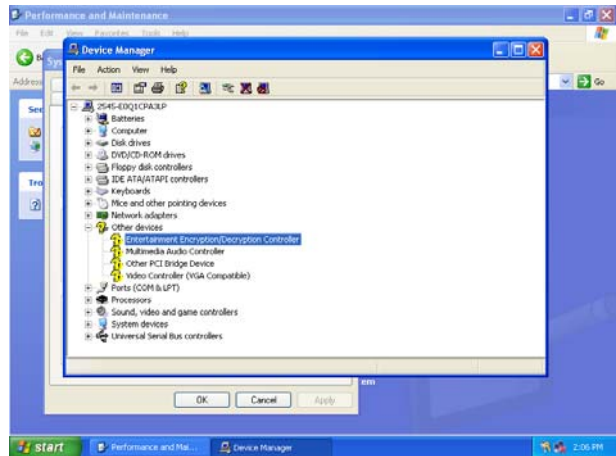 Performance and Maintenance
File Edit View Favorites Tools Help
Address
Go
Device Manager
File Action View Help
Batteries
Computer
Disk drives
DVD/CD-ROM drives
Floppy disk controllers
IDE ATA/ATAPI controllers
Keyboards
Mice and other pointing devices
Network adapters
Other devices
Entertainment Encryption/Decryption Controller
Multimedia Audio Controller
Other PCI Bridge Device
Video Controller (VGA Compatible)
Ports (COM & LPT)
Processors
Sound, video and game controllers
System devices
Universal Serial Bus controllers
OK Cancel Apply
start Performance and Mai... Device Manager 2:06 PM